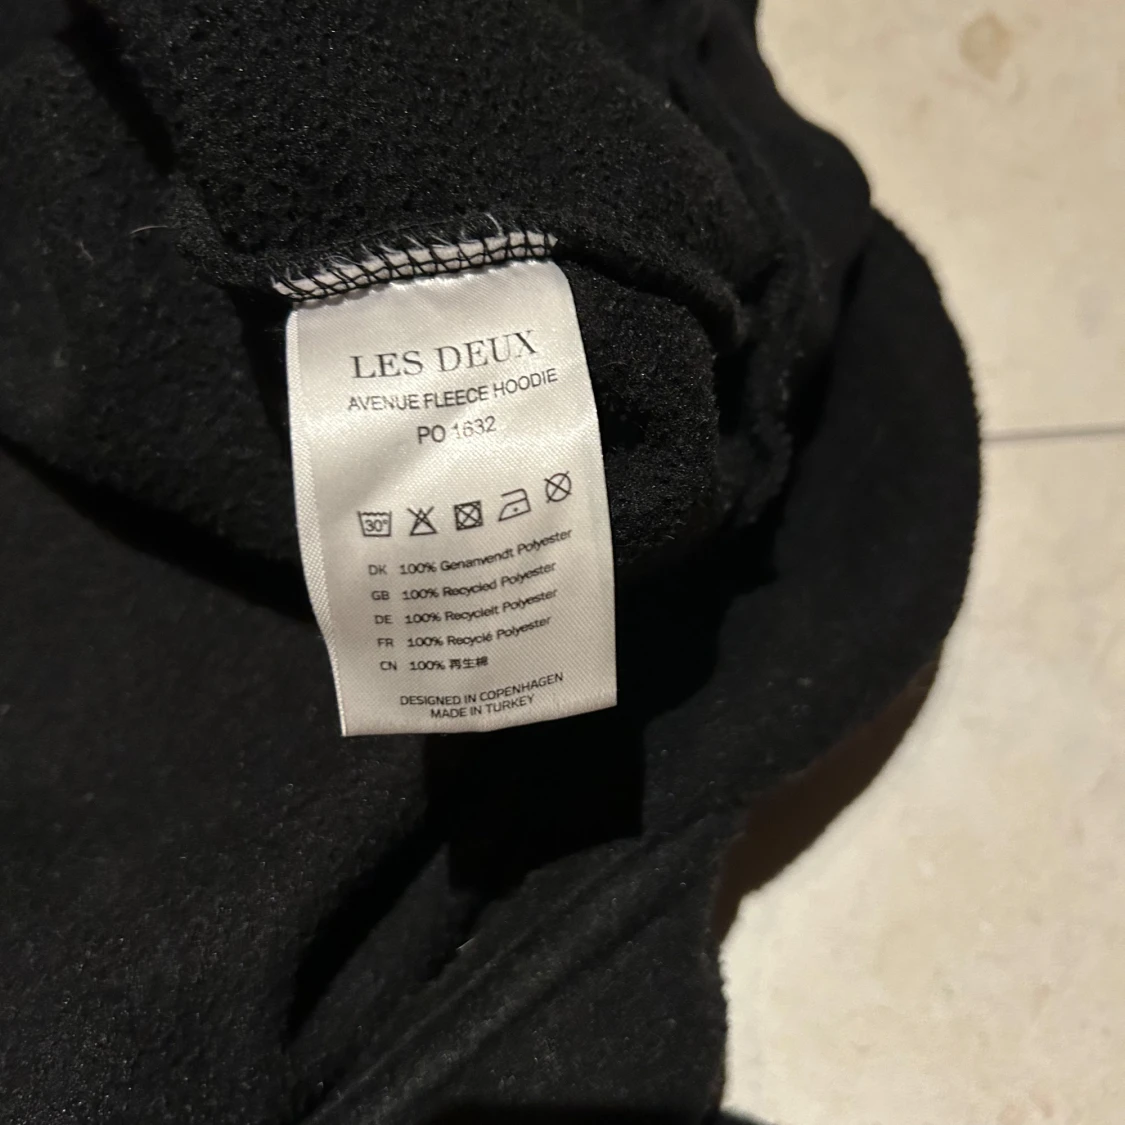 LES DEUX
AVENUE FLEECE HOODIE
PO 1632
30°
DK 100% Genanvendt Polyester
GB 100% Recycled Polyester
DE 100% Recycleit Polyester
FR 100% Recyclé Polyester
CN 100% 再生棉
DESIGNED IN COPENHAGEN
MADE IN TURKEY